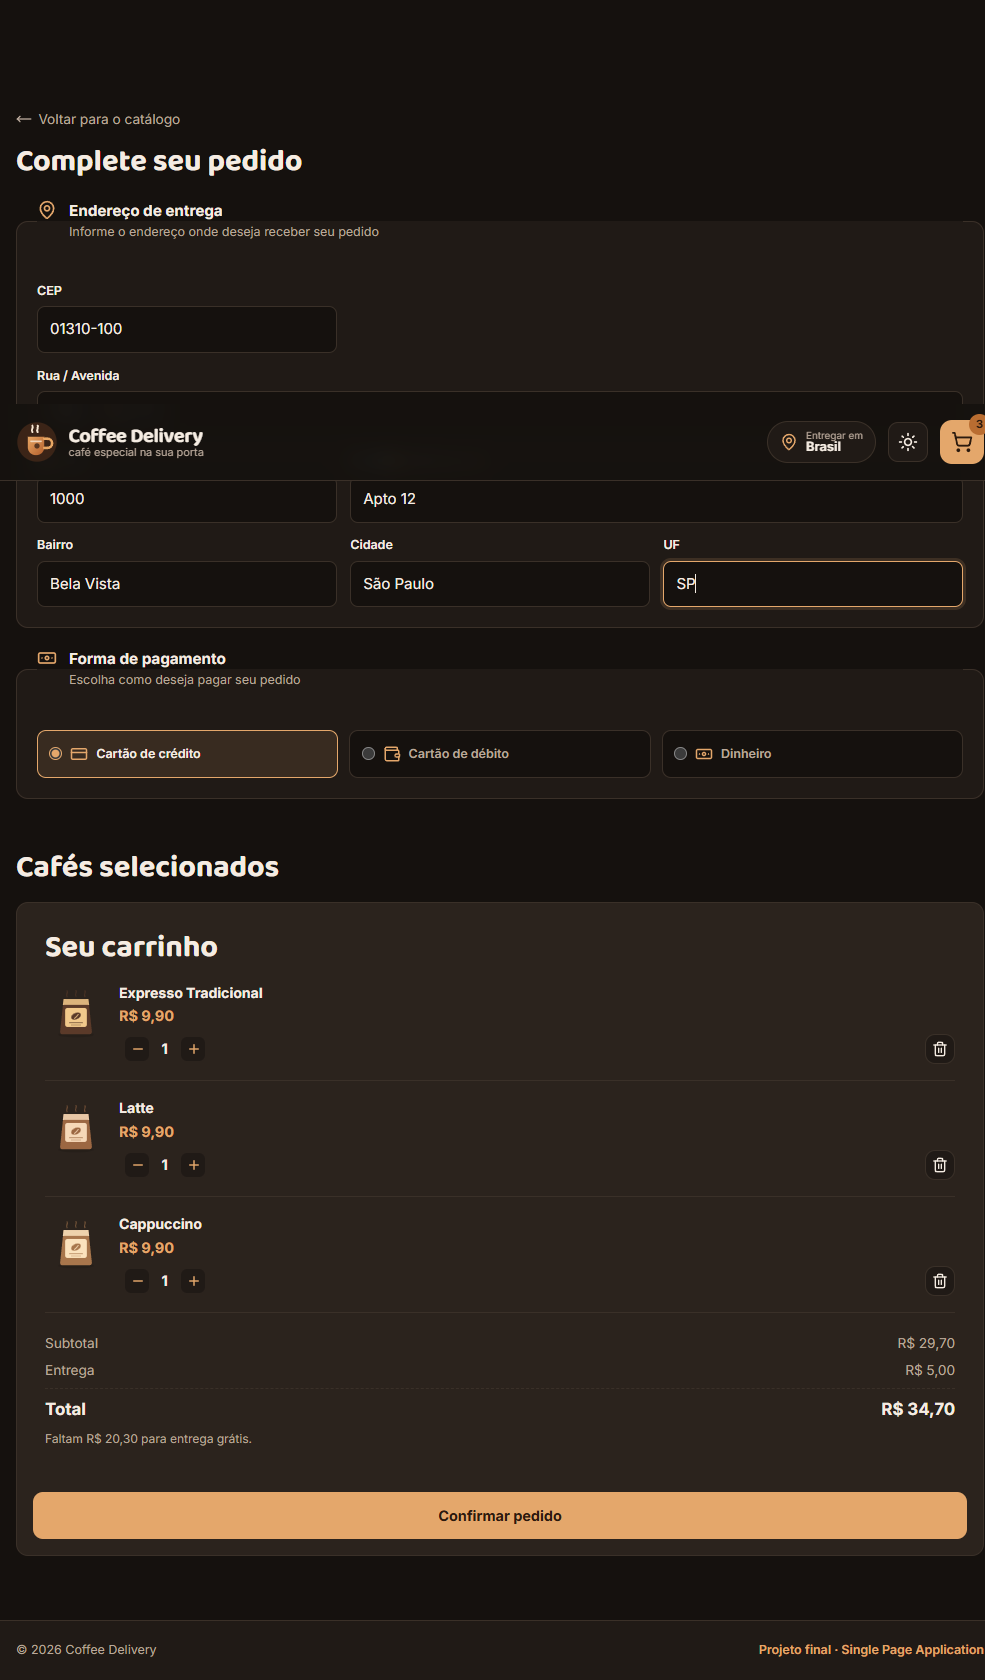 Voltar para o catálogo
Complete seu pedido
Endereço de entrega
Informe o endereço onde deseja receber seu pedido
CEP
01310-100
Rua / Avenida
Coffee Delivery
café especial na sua porta
Entregar em
Brasil
3
1000
Apto 12
Bairro
Cidade
UF
Bela Vista
São Paulo
SP
Forma de pagamento
Escolha como deseja pagar seu pedido
Cartão de crédito
Cartão de débito
Dinheiro
Cafés selecionados
Seu carrinho
Expresso Tradicional
R$ 9,90
1
Latte
R$ 9,90
1
Cappuccino
R$ 9,90
1
Subtotal
R$ 29,70
Entrega
R$ 5,00
Total
R$ 34,70
Faltam R$ 20,30 para entrega grátis.
Confirmar pedido
© 2026 Coffee Delivery
Projeto final · Single Page Application